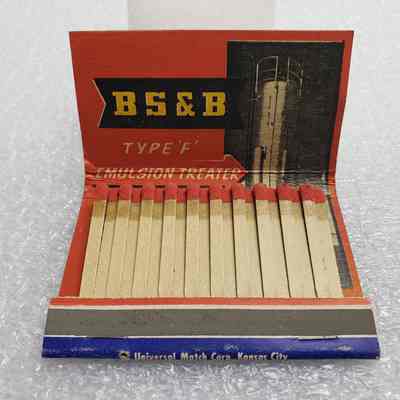 BS&B
TYPE 'F'
EMULSION TREATER
Universal Match Corp., Kansas City